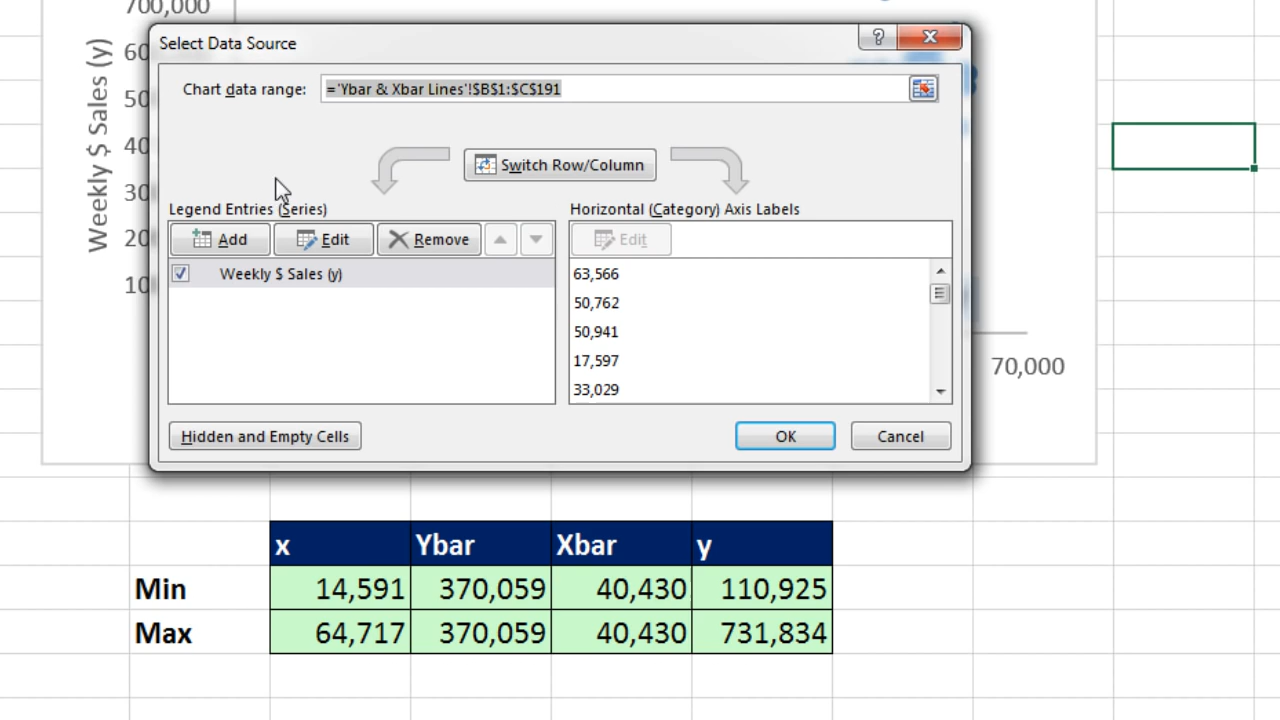 700,000
Weekly $ Sales (y)
60
50
40
30
20
10
70,000
Select Data Source
?
Chart data range:
='Ybar & Xbar Lines'!$B$1:$C$191
Switch Row/Column
Legend Entries (Series)
Add
Edit
Remove
Weekly $ Sales (y)
Horizontal (Category) Axis Labels
Edit
63,566
50,762
50,941
17,597
33,029
Hidden and Empty Cells
OK
Cancel
x Ybar Xbar y
Min 14,591 370,059 40,430 110,925
Max 64,717 370,059 40,430 731,834